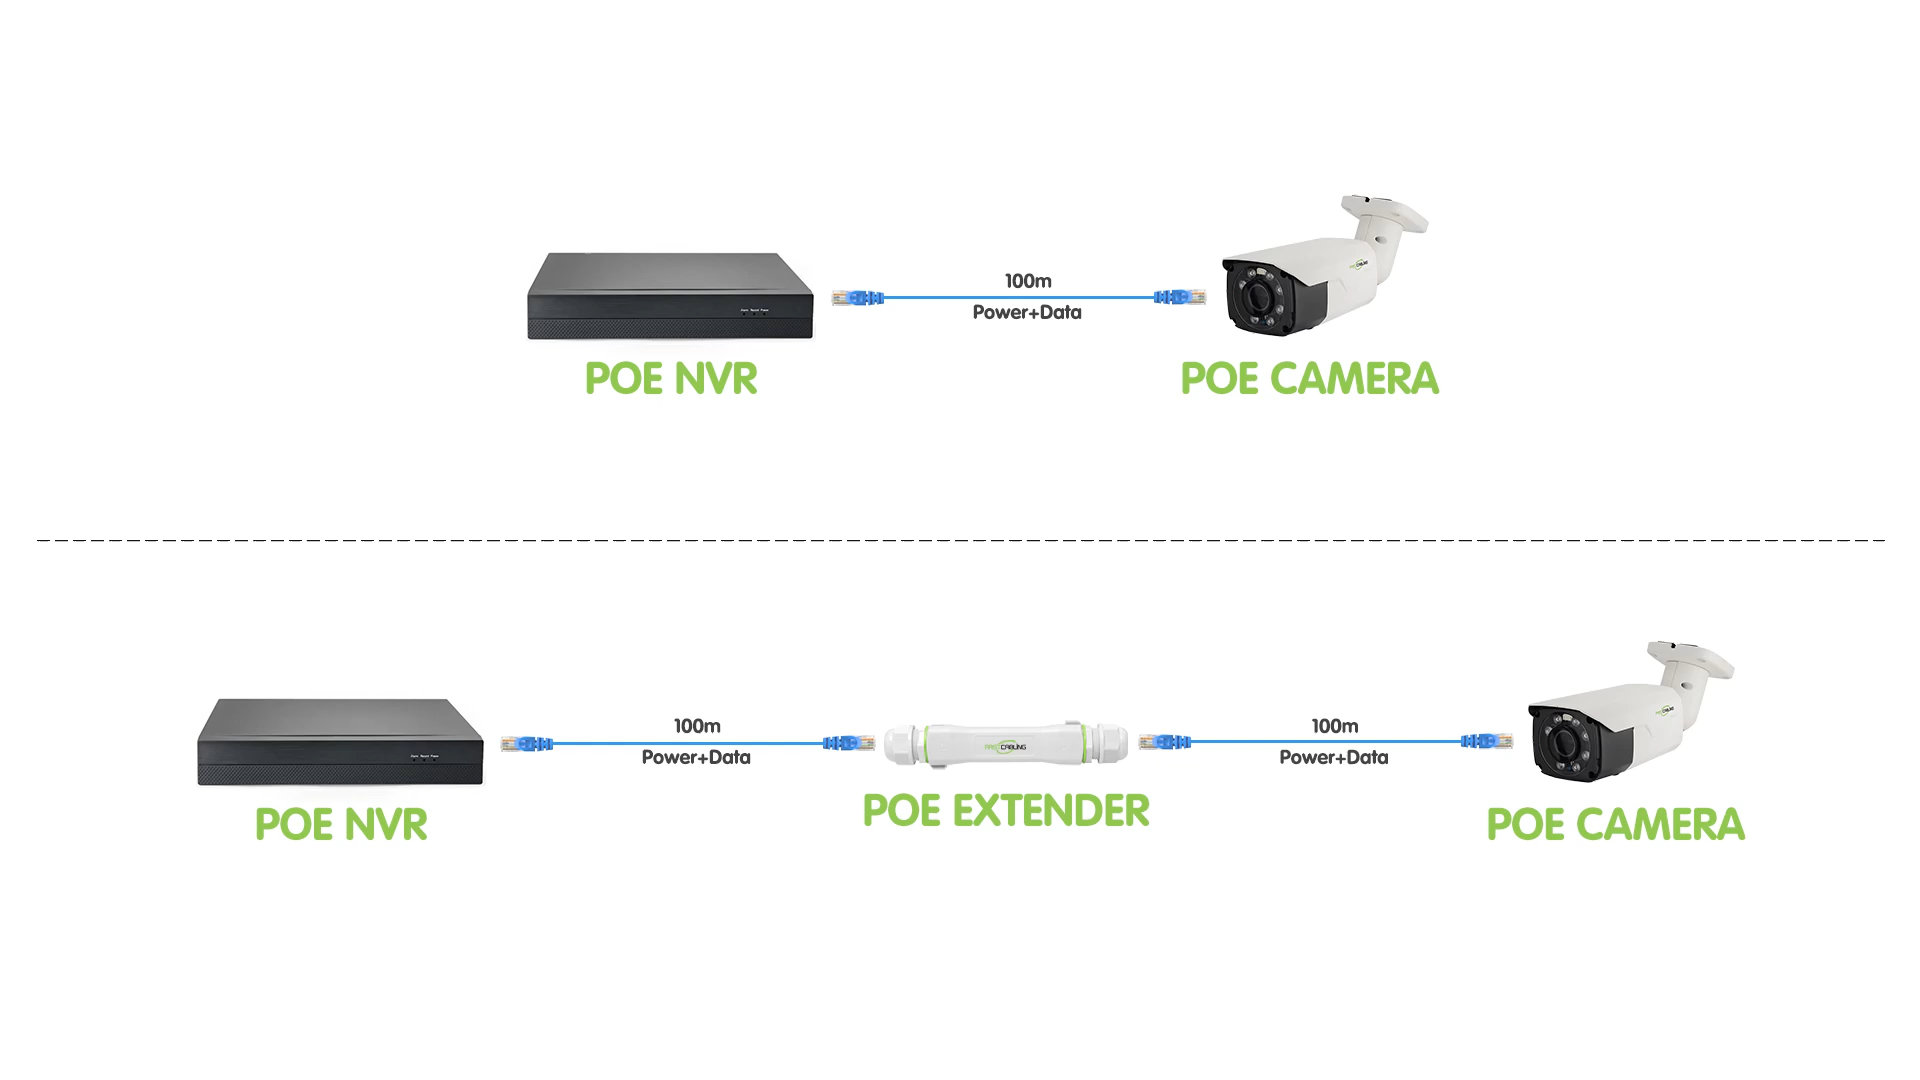 100m
Power+Data
POE NVR
POE CAMERA
100m
Power+Data
100m
Power+Data
POE NVR
POE EXTENDER
POE CAMERA